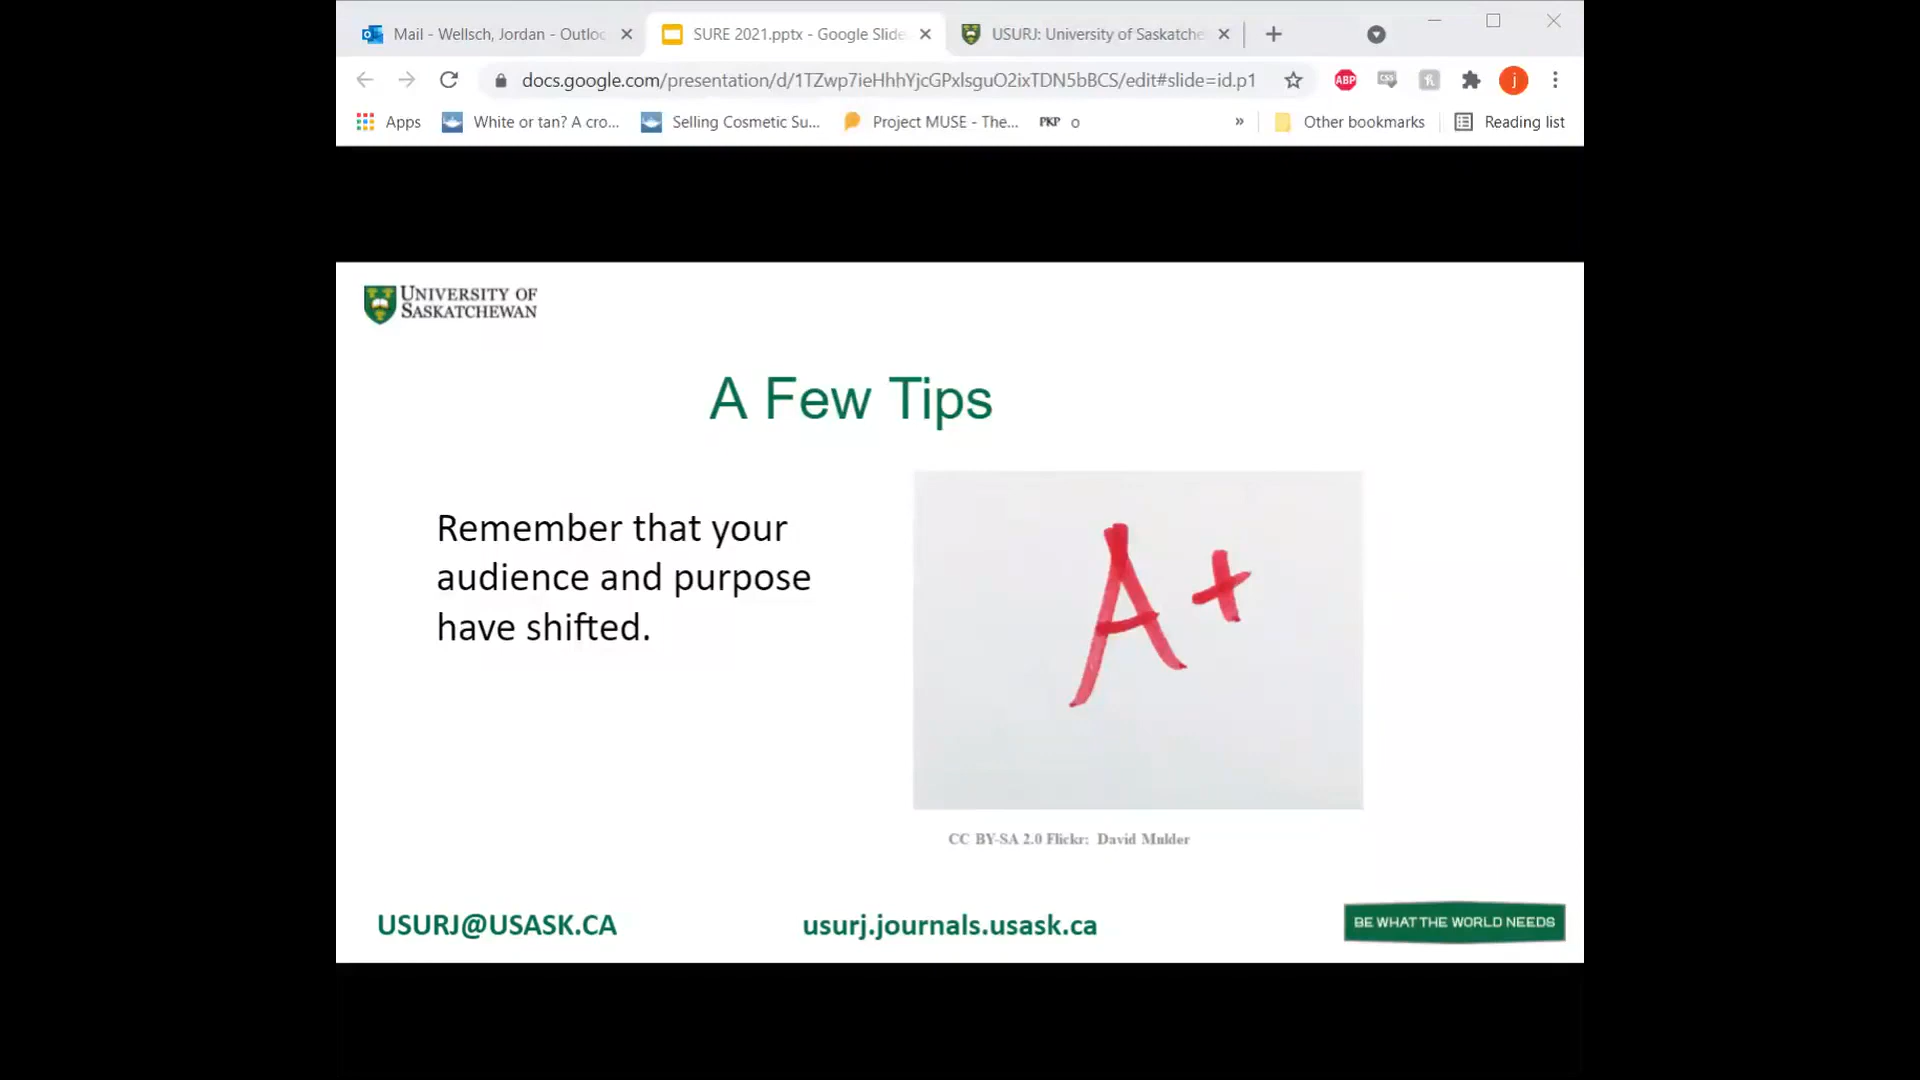 Mail - Wellsch, Jordan - Outloo
SURE 2021.pptx - Google Slide
USURJ: University of Saskatche
docs.google.com/presentation/d/1TZwp7ieHhhYjcGPxlsguO2ixTDN5bBCS/edit#slide=id.p1
ABP
CSS
j
Apps
White or tan? A cro...
Selling Cosmetic Su...
Project MUSE - The...
PKP o
»
Other bookmarks
Reading list
UNIVERSITY OF
SASKATCHEWAN
A Few Tips
Remember that your
audience and purpose
have shifted.
A+
CC BY-SA 2.0 Flickr: David Mulder
USURJ@USASK.CA
usurj.journals.usask.ca
BE WHAT THE WORLD NEEDS